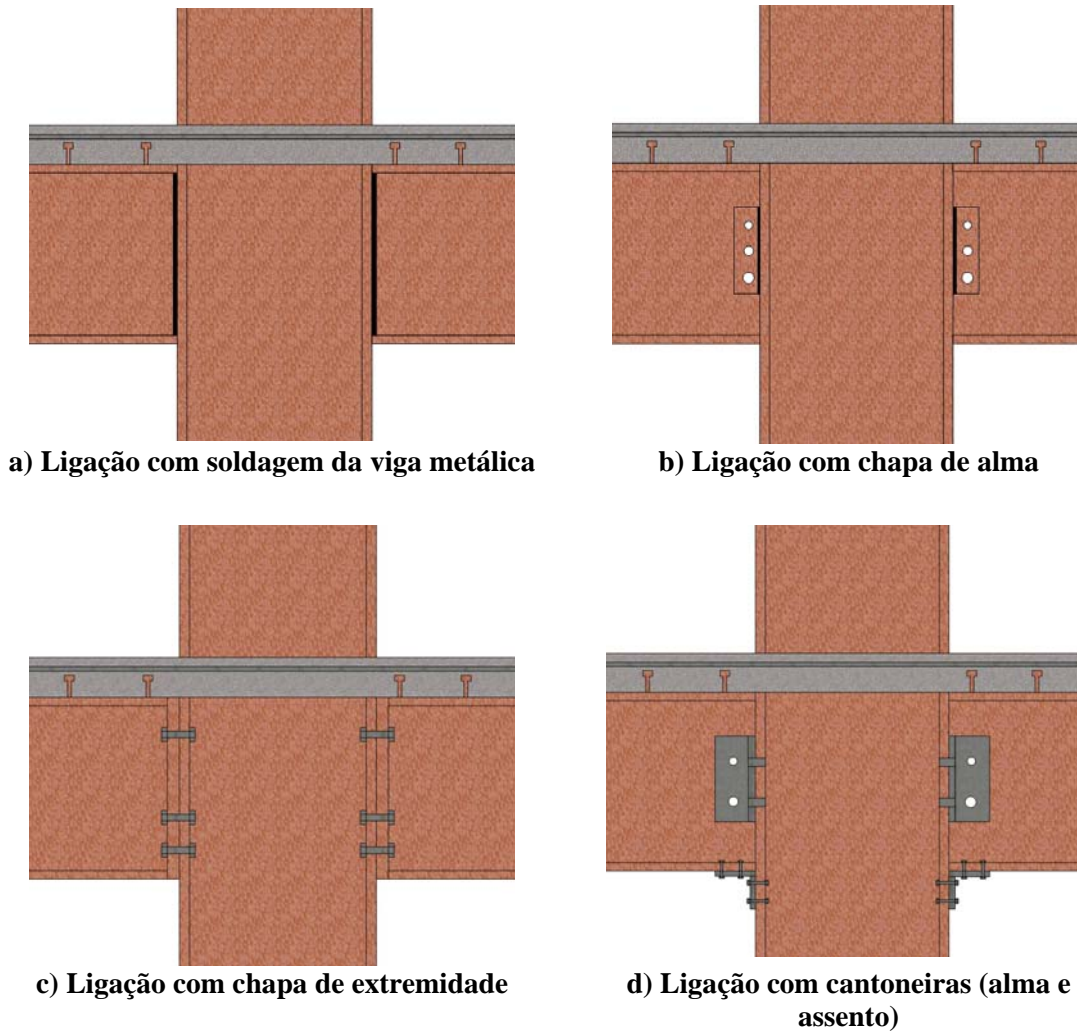 a) Ligação com soldagem da viga metálica
b) Ligação com chapa de alma
c) Ligação com chapa de extremidade
d) Ligação com cantoneiras (alma e
assento)